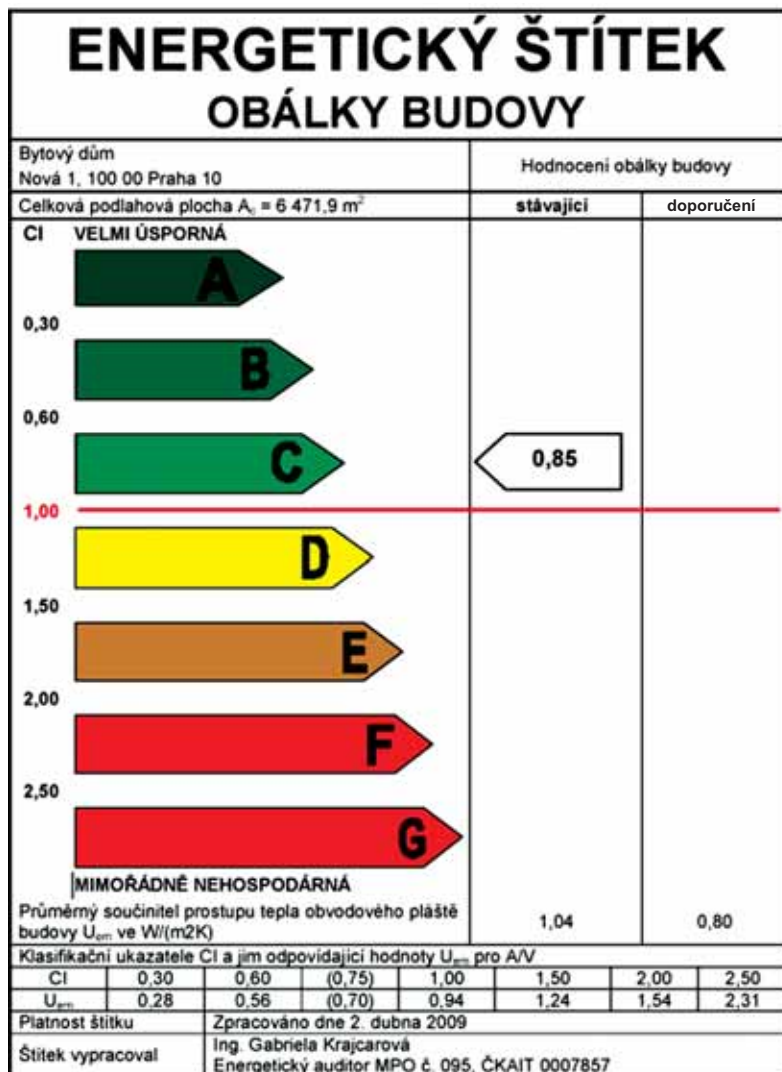 ENERGETICKÝ ŠTÍTEK
OBÁLKY BUDOVY
Bytový dům
Nová 1, 100 00 Praha 10
Hodnocení obálky budovy
Celková podlahová plocha Ac = 6 471,9 m²
stávající
doporučení
CI VELMI ÚSPORNÁ
A
0,30
B
0,60
C
0,85
1,00
D
1,50
E
2,00
F
2,50
G
MIMOŘÁDNĚ NEHOSPODÁRNÁ
Průměrný součinitel prostupu tepla obvodového pláště
budovy Uem ve W/(m2K)
1,04
0,80
Klasifikační ukazatele CI a jim odpovídající hodnoty Uem pro A/V
CI 0,30 0,60 (0,75) 1,00 1,50 2,00 2,50
Uem 0,28 0,56 (0,70) 0,94 1,24 1,54 2,31
Platnost štítku Zpracováno dne 2. dubna 2009
Štítek vypracoval
Ing. Gabriela Krajcarová
Energetický auditor MPO č. 095, ČKAIT 0007857